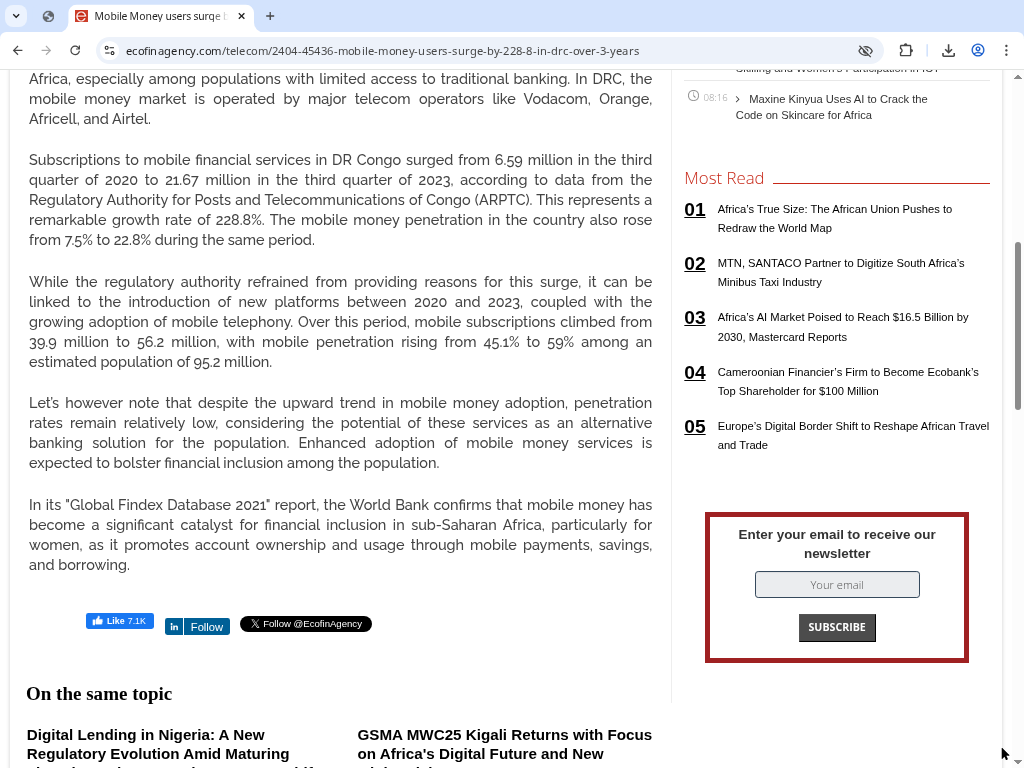 Mobile Money users surge b
ecofinagency.com/telecom/2404-45436-mobile-money-users-surge-by-228-8-in-drc-over-3-years
Africa, especially among populations with limited access to traditional banking. In DRC, the
mobile money market is operated by major telecom operators like Vodacom, Orange,
Africell, and Airtel.
Subscriptions to mobile financial services in DR Congo surged from 6.59 million in the third
quarter of 2020 to 21.67 million in the third quarter of 2023, according to data from the
Regulatory Authority for Posts and Telecommunications of Congo (ARPTC). This represents a
remarkable growth rate of 228.8%. The mobile money penetration in the country also rose
from 7.5% to 22.8% during the same period.
While the regulatory authority refrained from providing reasons for this surge, it can be
linked to the introduction of new platforms between 2020 and 2023, coupled with the
growing adoption of mobile telephony. Over this period, mobile subscriptions climbed from
39.9 million to 56.2 million, with mobile penetration rising from 45.1% to 59% among an
estimated population of 95.2 million.
Let's however note that despite the upward trend in mobile money adoption, penetration
rates remain relatively low, considering the potential of these services as an alternative
banking solution for the population. Enhanced adoption of mobile money services is
expected to bolster financial inclusion among the population.
In its "Global Findex Database 2021" report, the World Bank confirms that mobile money has
become a significant catalyst for financial inclusion in sub-Saharan Africa, particularly for
women, as it promotes account ownership and usage through mobile payments, savings,
and borrowing.
Like 7.1K
in Follow
X Follow @EcofinAgency
On the same topic
Digital Lending in Nigeria: A New
Regulatory Evolution Amid Maturing
GSMA MWC25 Kigali Returns with Focus
on Africa's Digital Future and New
Skilling and Women's Participation in ICT
08:16 Maxine Kinyua Uses AI to Crack the
Code on Skincare for Africa
Most Read
01 Africa's True Size: The African Union Pushes to
Redraw the World Map
02 MTN, SANTACO Partner to Digitize South Africa's
Minibus Taxi Industry
03 Africa's AI Market Poised to Reach $16.5 Billion by
2030, Mastercard Reports
04 Cameroonian Financier's Firm to Become Ecobank's
Top Shareholder for $100 Million
05 Europe's Digital Border Shift to Reshape African Travel
and Trade
Enter your email to receive our
newsletter
Your email
SUBSCRIBE